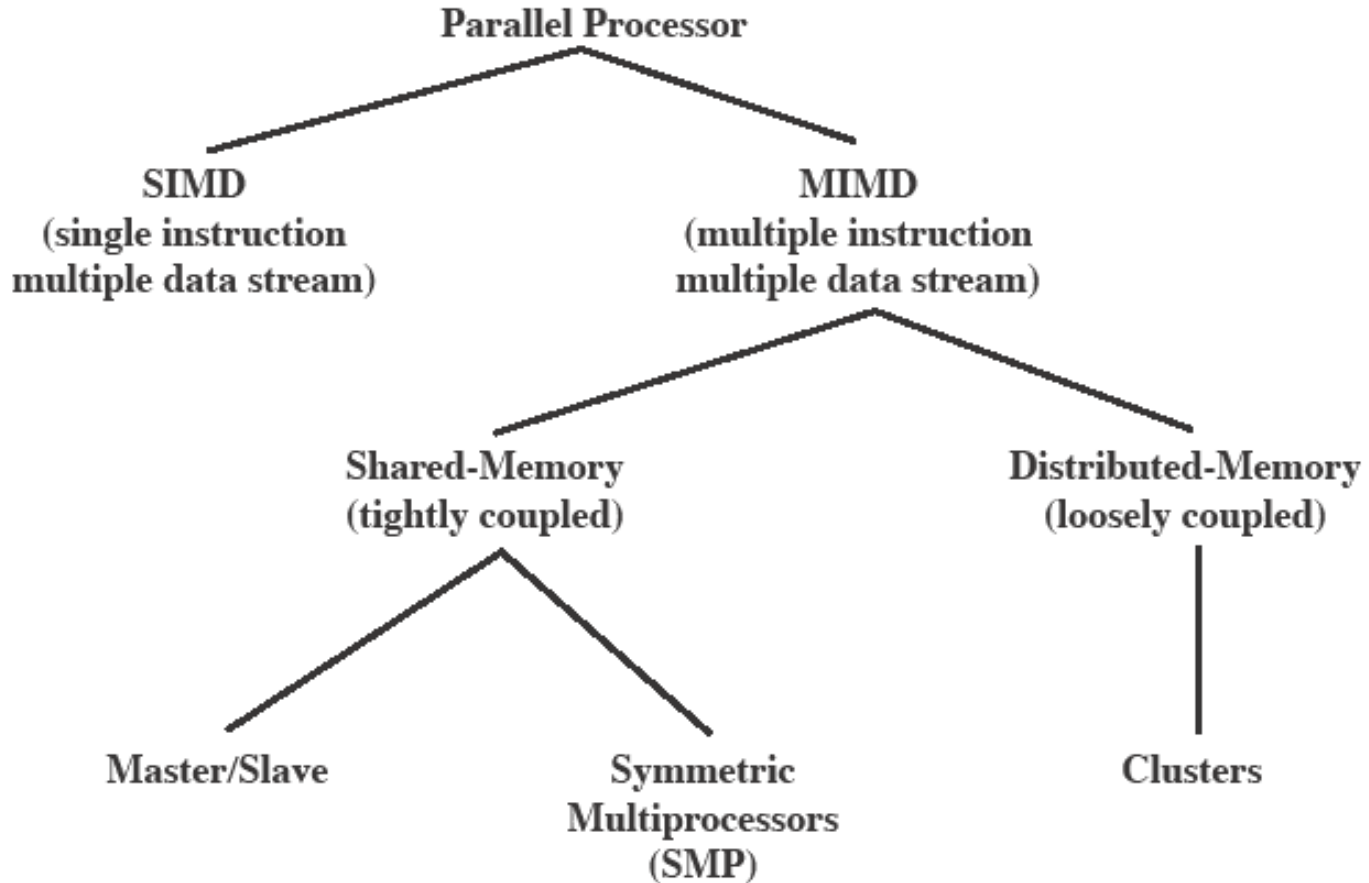 Parallel Processor
SIMD
(single instruction
multiple data stream)
MIMD
(multiple instruction
multiple data stream)
Shared-Memory
(tightly coupled)
Distributed-Memory
(loosely coupled)
Master/Slave
Symmetric
Multiprocessors
(SMP)
Clusters